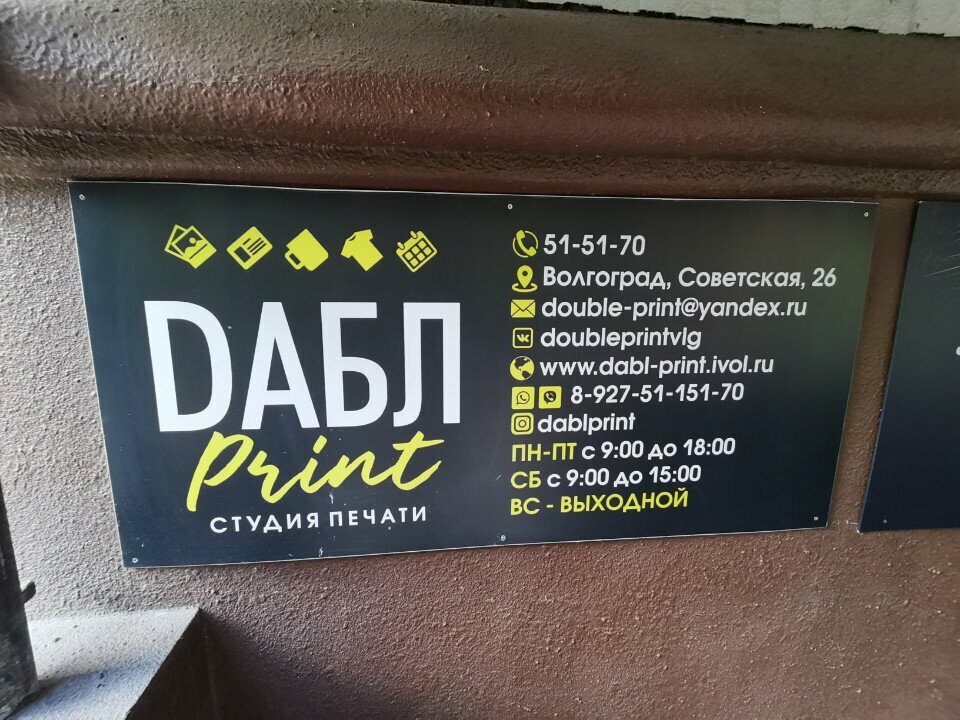 DАБЛ
Print
СТУДИЯ ПЕЧАТИ
51-51-70
Волгоград, Советская, 26
double-print@yandex.ru
doubleprintvlg
www.dabl-print.ivol.ru
8-927-51-151-70
dablprint
ПН-ПТ с 9:00 до 18:00
СБ с 9:00 до 15:00
ВС - ВЫХОДНОЙ